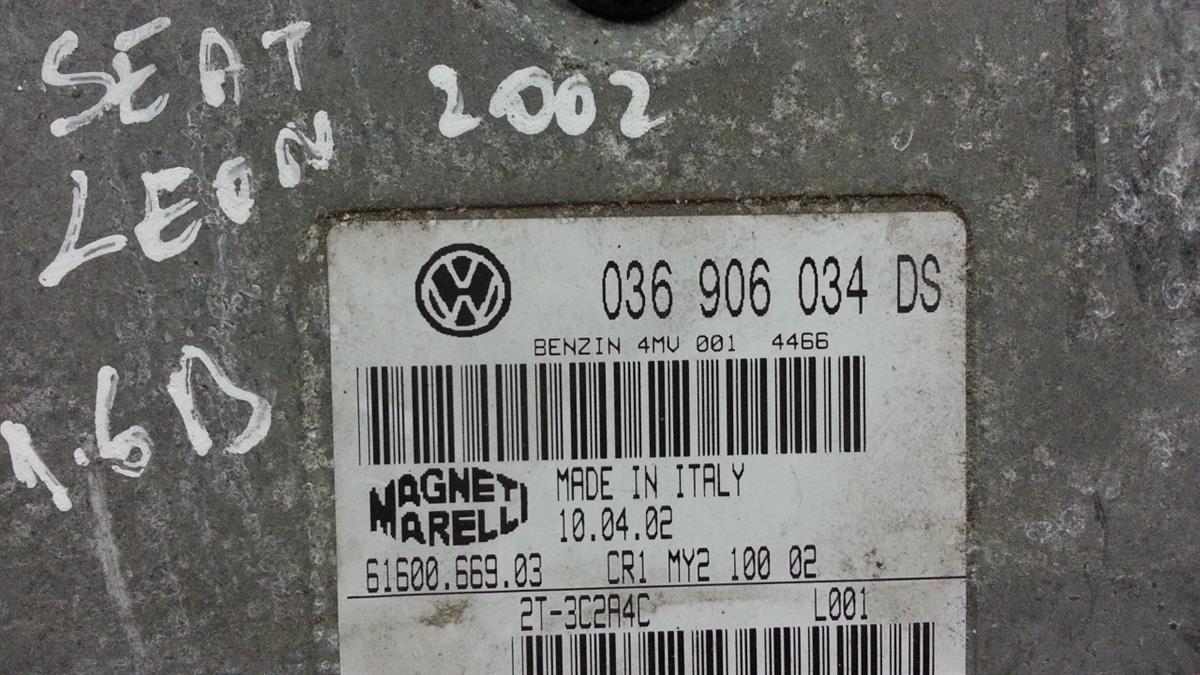 SEAT
LEON
2002
1.6 B
036 906 034 DS
BENZIN 4MV 001 4466
MAGNETI
MARELLI
MADE IN ITALY
10.04.02
61600.669.03 CR1 MY2 100 02
2T-3C2A4C L001